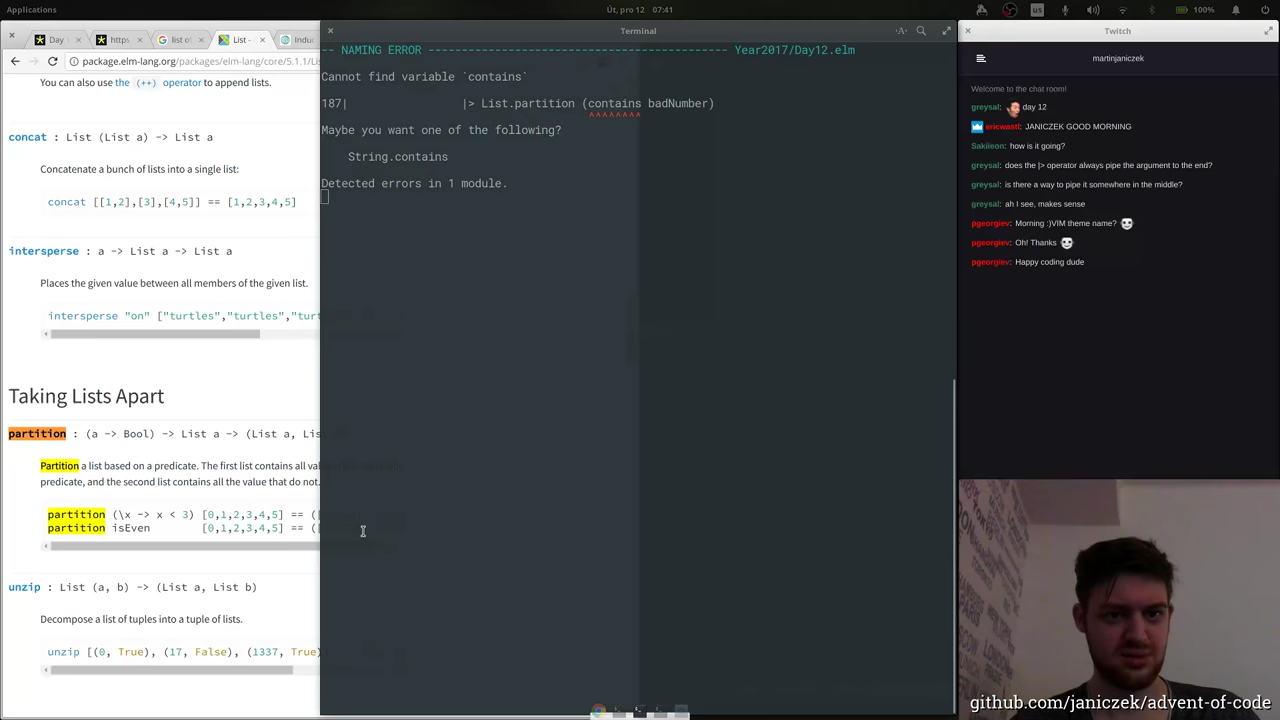 Applications
Út, pro 12 07:41
us
100%
Day
https
list of
List -
Induc
package.elm-lang.org/packages/elm-lang/core/5.1.1/Lis
You can also use the (++) operator to append lists.
concat : List (List a) -> List a
Concatenate a bunch of lists into a single list:
concat [[1,2],[3],[4,5]] == [1,2,3,4,5]
intersperse : a -> List a -> List a
Places the given value between all members of the given list.
intersperse "on" ["turtles","turtles","turt
Taking Lists Apart
partition : (a -> Bool) -> List a -> (List a, Lis
Partition a list based on a predicate. The first list contains all val
predicate, and the second list contains all the value that do not.
partition (\x -> x < 3) [0,1,2,3,4,5] == (
partition isEven [0,1,2,3,4,5] == (
unzip : List (a, b) -> (List a, List b)
Decompose a list of tuples into a tuple of lists.
unzip [(0, True), (17, False), (1337, True)
Terminal
-- NAMING ERROR ------------------------------------------ Year2017/Day12.elm
Cannot find variable `contains`
187| |> List.partition (contains badNumber)
^^^^^^^^
Maybe you want one of the following?
String.contains
Detected errors in 1 module.
Twitch
martinjaniczek
Welcome to the chat room!
greysal: day 12
ericwastl: JANICZEK GOOD MORNING
Sakiieon: how is it going?
greysal: does the |> operator always pipe the argument to the end?
greysal: is there a way to pipe it somewhere in the middle?
greysal: ah I see, makes sense
pgeorgiev: Morning :)VIM theme name?
pgeorgiev: Oh! Thanks
pgeorgiev: Happy coding dude
github.com/janiczek/advent-of-code